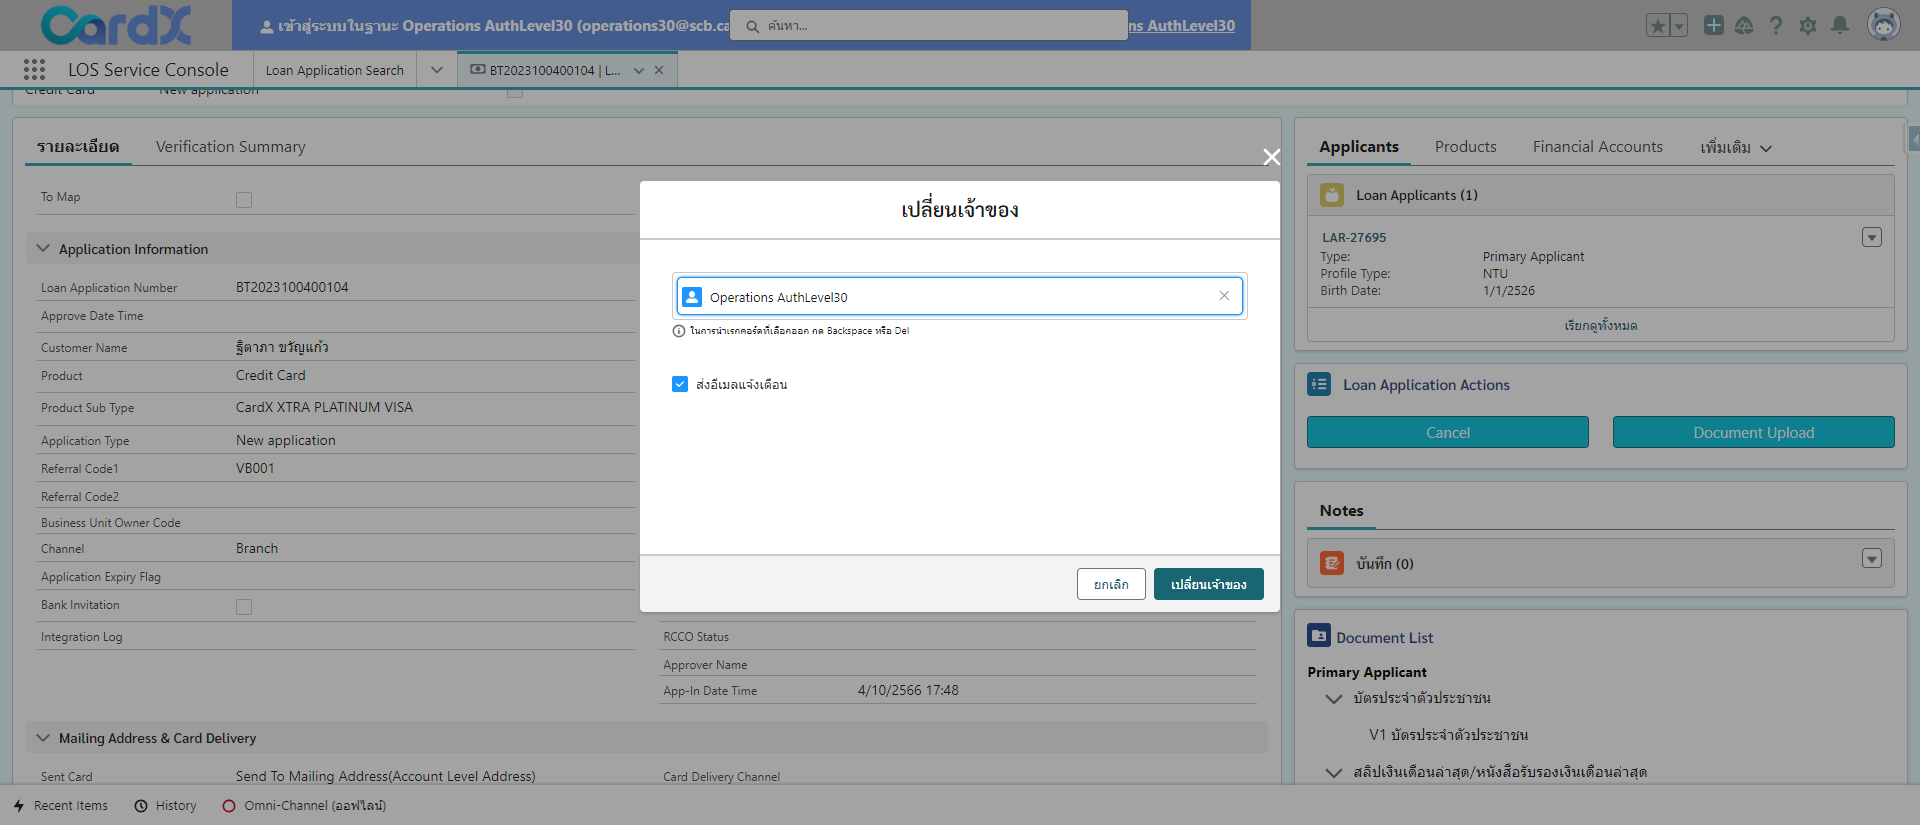 CardX
เข้าสู่ระบบในฐานะ Operations AuthLevel30 (operations30@scb.ca
ค้นหา...
ns AuthLevel30
LOS Service Console
Loan Application Search
BT2023100400104 | L...
Credit Card
New application
รายละเอียด
Verification Summary
To Map
Application Information
Loan Application Number
BT2023100400104
Approve Date Time
Customer Name
ฐิตาภา ขวัญแก้ว
Product
Credit Card
Product Sub Type
CardX XTRA PLATINUM VISA
Application Type
New application
Referral Code1
VB001
Referral Code2
Business Unit Owner Code
Channel
Branch
Application Expiry Flag
Bank Invitation
Integration Log
RCCO Status
Approver Name
App-In Date Time
4/10/2566 17:48
Mailing Address & Card Delivery
Sent Card
Send To Mailing Address(Account Level Address)
Card Delivery Channel
เปลี่ยนเจ้าของ
Operations AuthLevel30
ในการนำเรกคอร์ดที่เลือกออก กด Backspace หรือ Del
ส่งอีเมลแจ้งเตือน
ยกเลิก
เปลี่ยนเจ้าของ
Applicants
Products
Financial Accounts
เพิ่มเติม
Loan Applicants (1)
LAR-27695
Type:
Primary Applicant
Profile Type:
NTU
Birth Date:
1/1/2526
เรียกดูทั้งหมด
Loan Application Actions
Cancel
Document Upload
Notes
บันทึก (0)
Document List
Primary Applicant
บัตรประจำตัวประชาชน
V1 บัตรประจำตัวประชาชน
สลิปเงินเดือนล่าสุด/หนังสือรับรองเงินเดือนล่าสุด
Recent Items
History
Omni-Channel (ออฟไลน์)